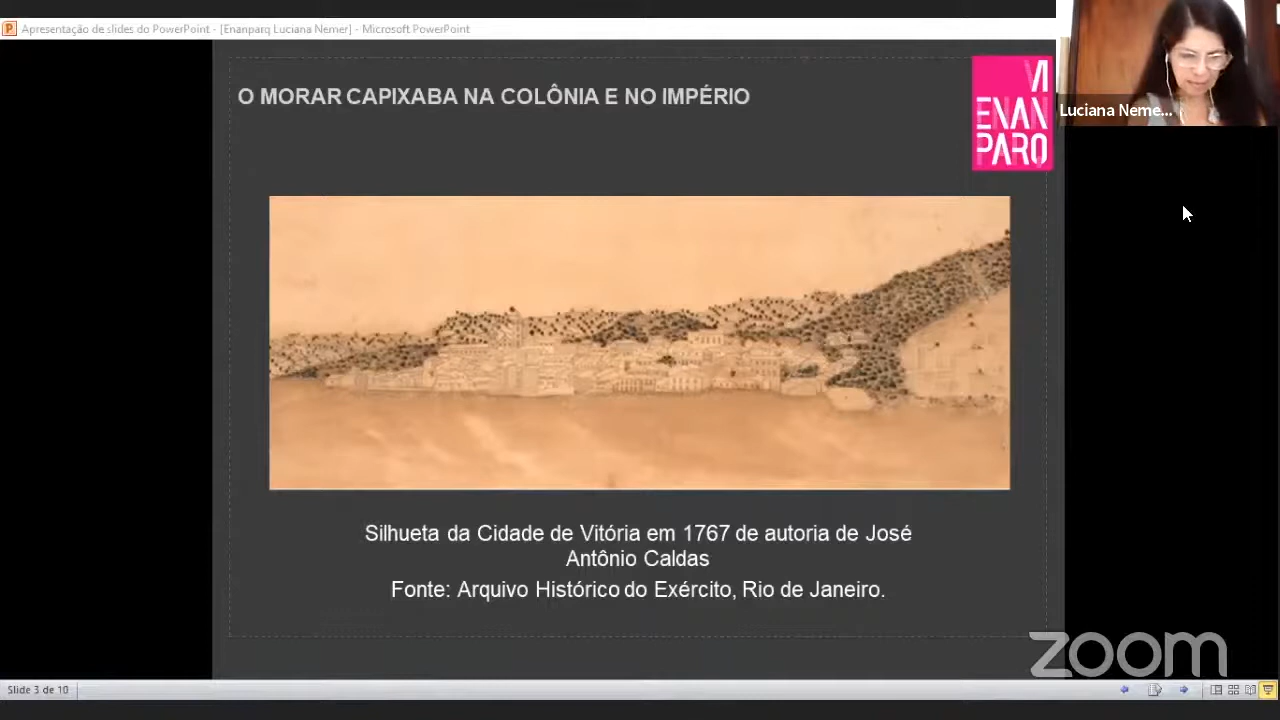 Apresentação de slides do PowerPoint - [Enanparq Luciana Nemer] - Microsoft PowerPoint
O MORAR CAPIXABA NA COLÔNIA E NO IMPÉRIO
VI
ENAN
PARQ
Luciana Neme...
Silhueta da Cidade de Vitória em 1767 de autoria de José
Antônio Caldas
Fonte: Arquivo Histórico do Exército, Rio de Janeiro.
zoom
Slide 3 de 10